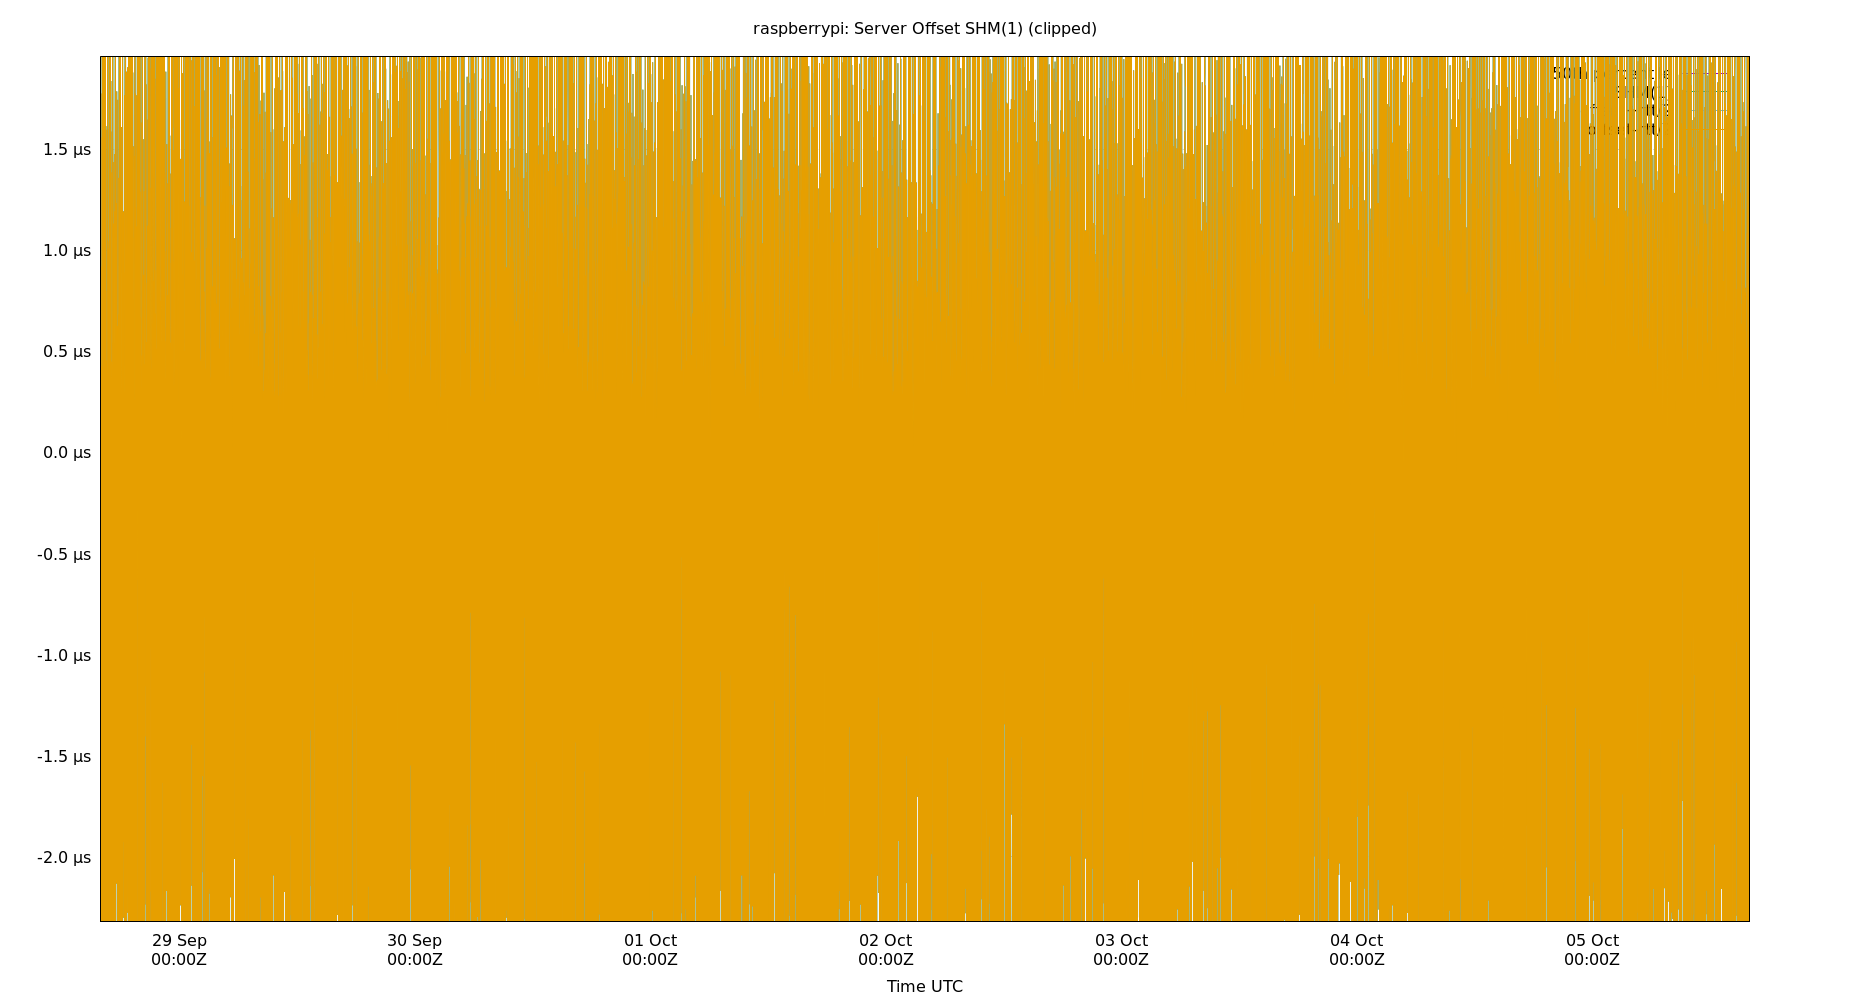 raspberrypi: Server Offset SHM(1) (clipped)
1.5 µs
1.0 µs
0.5 µs
0.0 µs
-0.5 µs
-1.0 µs
-1.5 µs
-2.0 µs
29 Sep 30 Sep 01 Oct 02 Oct 03 Oct 04 Oct 05 Oct
00:00Z 00:00Z 00:00Z 00:00Z 00:00Z 00:00Z 00:00Z
Time UTC